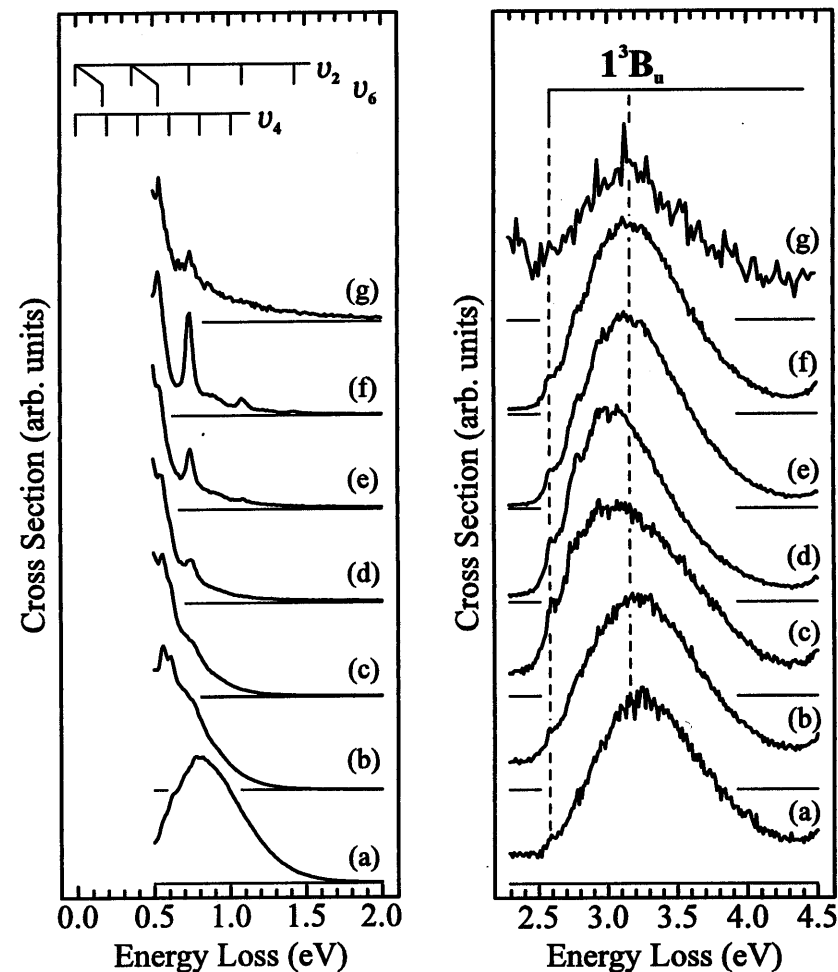 υ2
υ6
υ4
(g)
(f)
(e)
(d)
(c)
(b)
(a)
0.0 0.5 1.0 1.5 2.0
Energy Loss (eV)
Cross Section (arb. units)
1³Bᵤ
(g)
(f)
(e)
(d)
(c)
(b)
(a)
2.5 3.0 3.5 4.0 4.5
Energy Loss (eV)
Cross Section (arb. units)